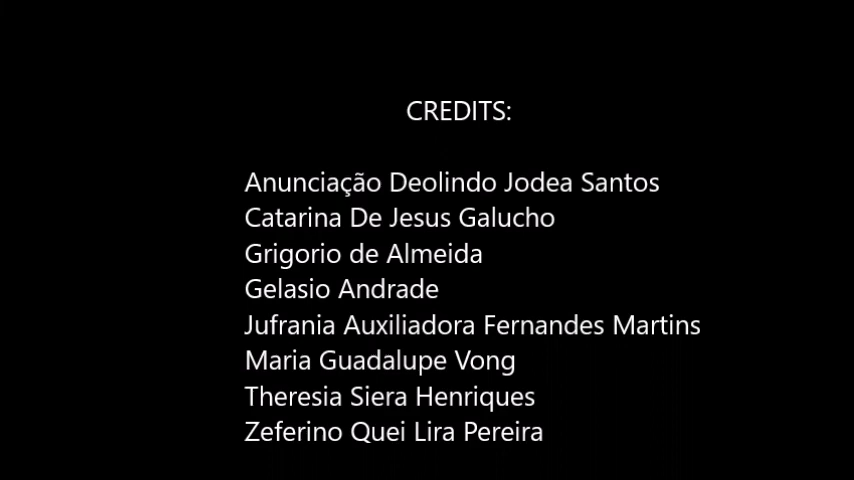 CREDITS:
Anunciação Deolindo Jodea Santos
Catarina De Jesus Galucho
Grigorio de Almeida
Gelasio Andrade
Jufrania Auxiliadora Fernandes Martins
Maria Guadalupe Vong
Theresia Siera Henriques
Zeferino Quei Lira Pereira